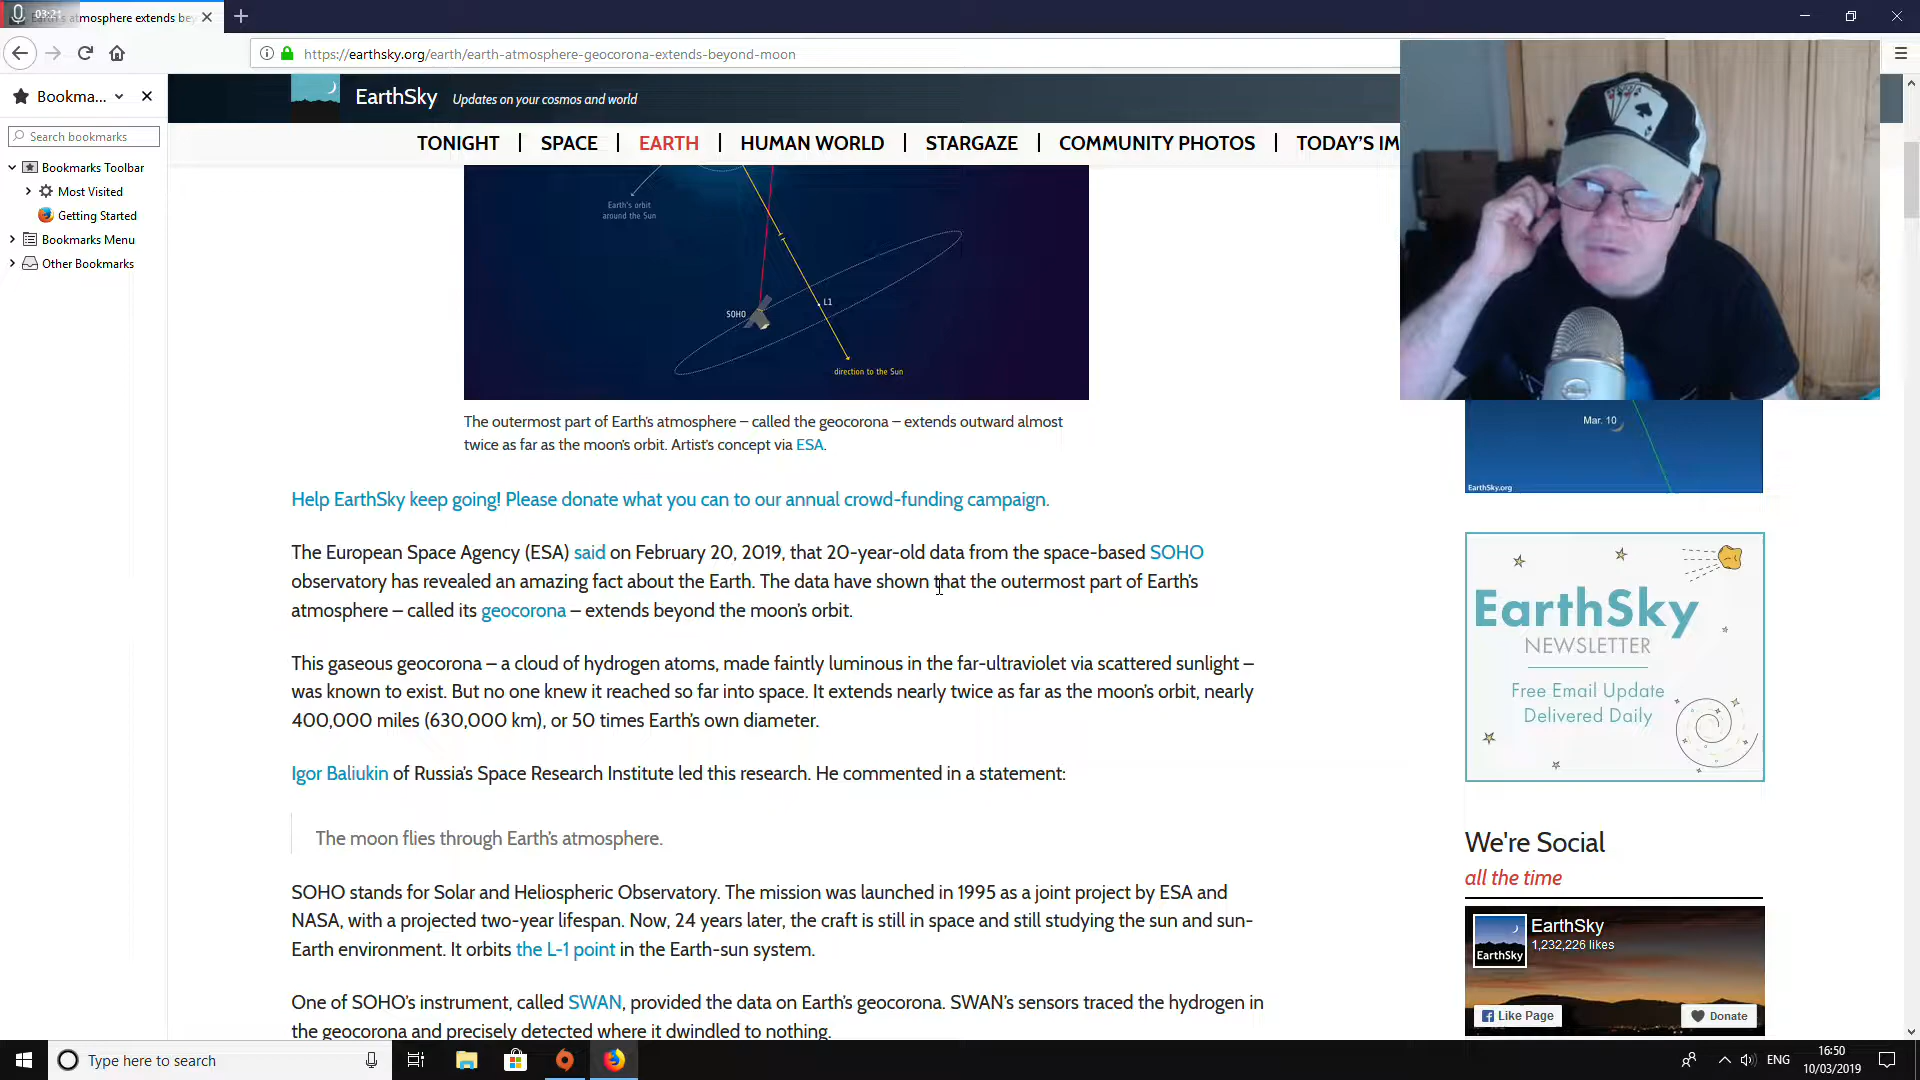 03:21
Earth's atmosphere extends bey
https://earthsky.org/earth/earth-atmosphere-geocorona-extends-beyond-moon
Bookma...
Search bookmarks
Bookmarks Toolbar
Most Visited
Getting Started
Bookmarks Menu
Other Bookmarks
EarthSky Updates on your cosmos and world
TONIGHT | SPACE | EARTH | HUMAN WORLD | STARGAZE | COMMUNITY PHOTOS | TODAY'S IM
Earth's orbit
around the Sun
SOHO
L1
direction to the Sun
The outermost part of Earth's atmosphere – called the geocorona – extends outward almost
twice as far as the moon's orbit. Artist's concept via ESA.
Help EarthSky keep going! Please donate what you can to our annual crowd-funding campaign.
The European Space Agency (ESA) said on February 20, 2019, that 20-year-old data from the space-based SOHO
observatory has revealed an amazing fact about the Earth. The data have shown that the outermost part of Earth's
atmosphere – called its geocorona – extends beyond the moon's orbit.
This gaseous geocorona – a cloud of hydrogen atoms, made faintly luminous in the far-ultraviolet via scattered sunlight –
was known to exist. But no one knew it reached so far into space. It extends nearly twice as far as the moon's orbit, nearly
400,000 miles (630,000 km), or 50 times Earth's own diameter.
Igor Baliukin of Russia's Space Research Institute led this research. He commented in a statement:
The moon flies through Earth's atmosphere.
SOHO stands for Solar and Heliospheric Observatory. The mission was launched in 1995 as a joint project by ESA and
NASA, with a projected two-year lifespan. Now, 24 years later, the craft is still in space and still studying the sun and sun-
Earth environment. It orbits the L-1 point in the Earth-sun system.
One of SOHO's instrument, called SWAN, provided the data on Earth's geocorona. SWAN's sensors traced the hydrogen in
the geocorona and precisely detected where it dwindled to nothing.
Mar. 10
EarthSky.org
EarthSky
NEWSLETTER
Free Email Update
Delivered Daily
We're Social
all the time
EarthSky
EarthSky
1,232,226 likes
Like Page
Donate
Type here to search
ENG
16:50
10/03/2019